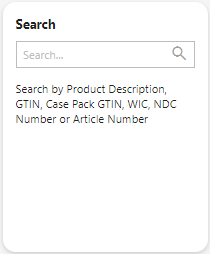 Search
Search...
Search by Product Description,
GTIN, Case Pack GTIN, WIC, NDC
Number or Article Number